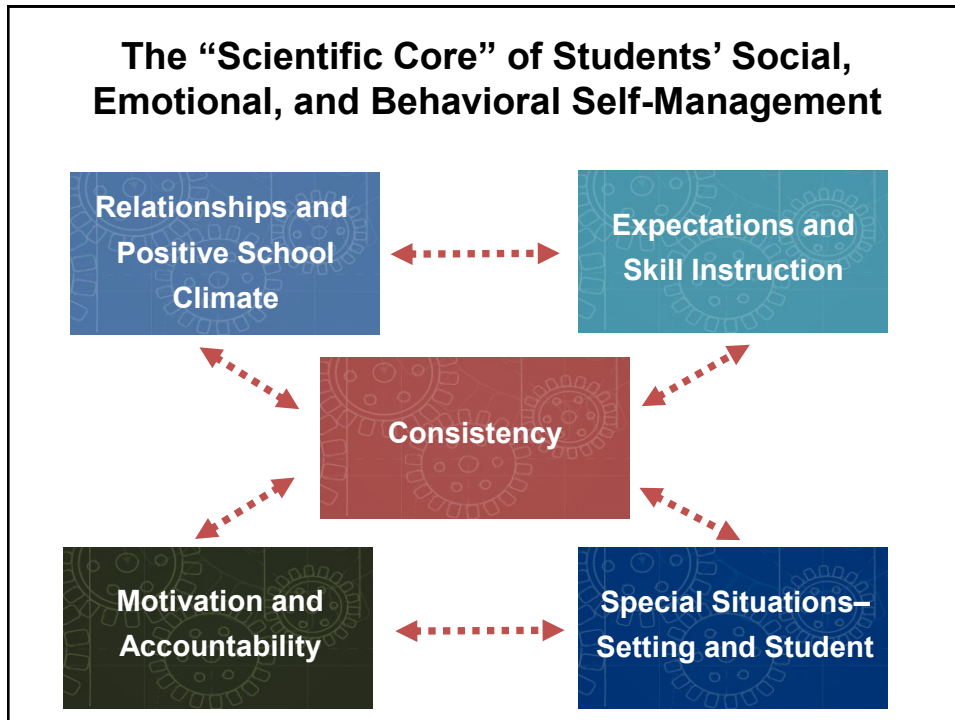 The “Scientific Core” of Students’ Social,
Emotional, and Behavioral Self-Management
Relationships and
Positive School
Climate
Expectations and
Skill Instruction
Consistency
Motivation and
Accountability
Special Situations–
Setting and Student